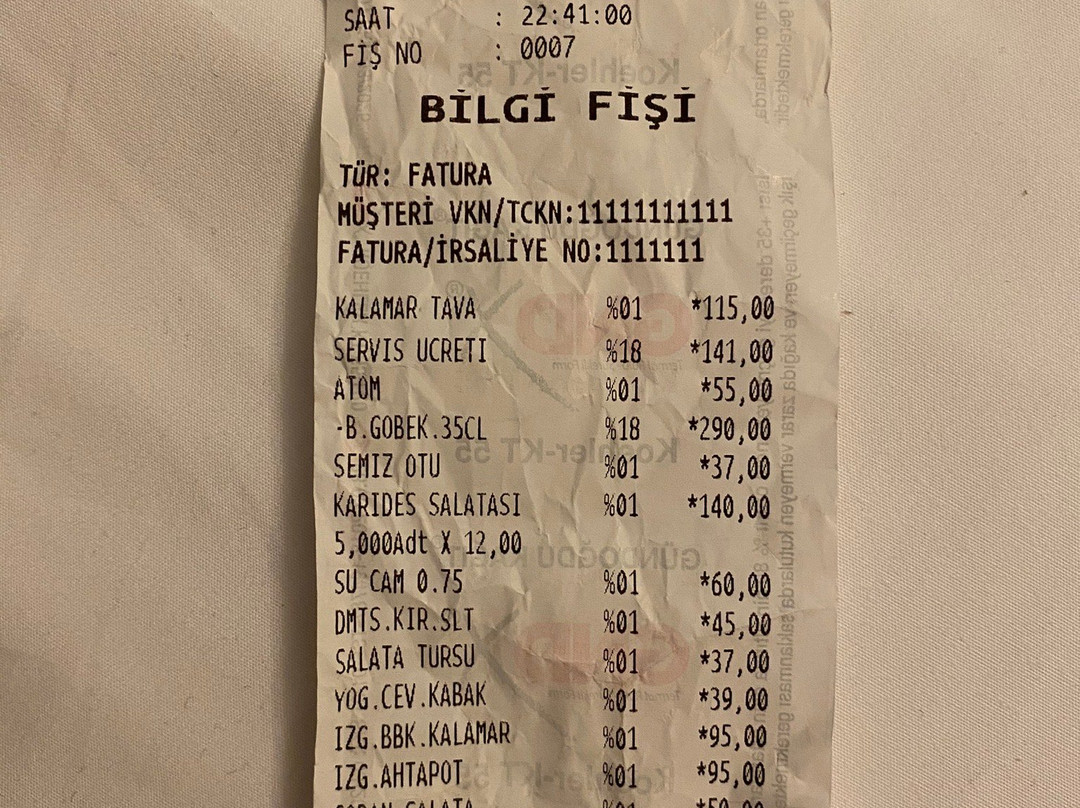 SAAT : 22:41:00
FİŞ NO : 0007
BİLGİ FİŞİ
TÜR: FATURA
MÜŞTERİ VKN/TCKN:11111111111
FATURA/İRSALİYE NO:1111111
KALAMAR TAVA %01 *115,00
SERVIS UCRETI %18 *141,00
ATOM %01 *55,00
-B.GOBEK.35CL %18 *290,00
SEMIZ OTU %01 *37,00
KARIDES SALATASI %01 *140,00
5,000Adt X 12,00
SU CAM 0.75 %01 *60,00
DMTS.KIR.SLT %01 *45,00
SALATA TURSU %01 *37,00
YOG.CEV.KABAK %01 *39,00
IZG.BBK.KALAMAR %01 *95,00
IZG.AHTAPOT %01 *95,00